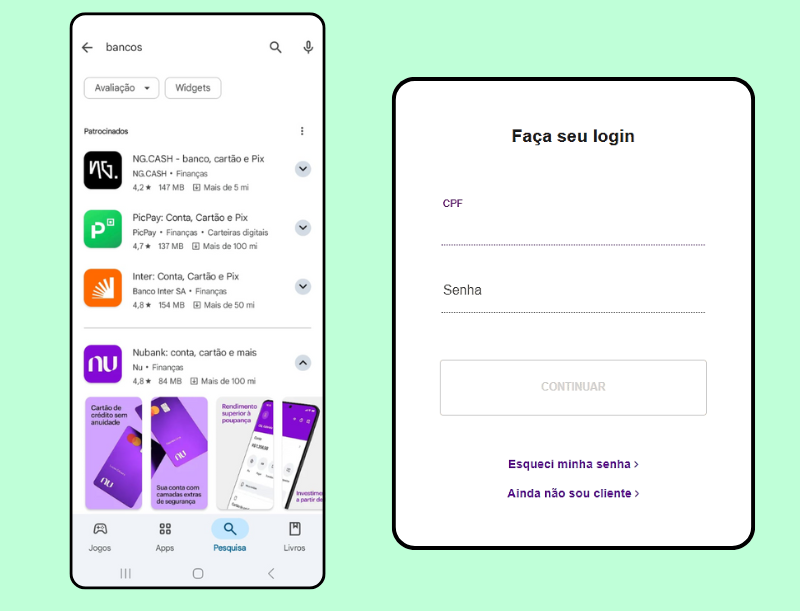 bancos
Avaliação
Widgets
Patrocinados
NG.
NG.CASH - banco, cartão e Pix
NG.CASH • Finanças
4,2★ 147 MB Mais de 5 mi
PicPay: Conta, Cartão e Pix
PicPay • Finanças • Carteiras digitais
4,7★ 137 MB Mais de 100 mi
Inter: Conta, Cartão e Pix
Banco Inter SA • Finanças
4,8★ 154 MB Mais de 50 mi
nu
Nubank: conta, cartão e mais
Nu • Finanças
4,8★ 84 MB Mais de 100 mi
Cartão de
crédito sem
anuidade
nu
nu
Sua conta com
camadas extras
de segurança
Rendimento
superior à
poupança
Investime
a partir de
Jogos
Apps
Pesquisa
Livros
Faça seu login
CPF
Senha
CONTINUAR
Esqueci minha senha >
Ainda não sou cliente >